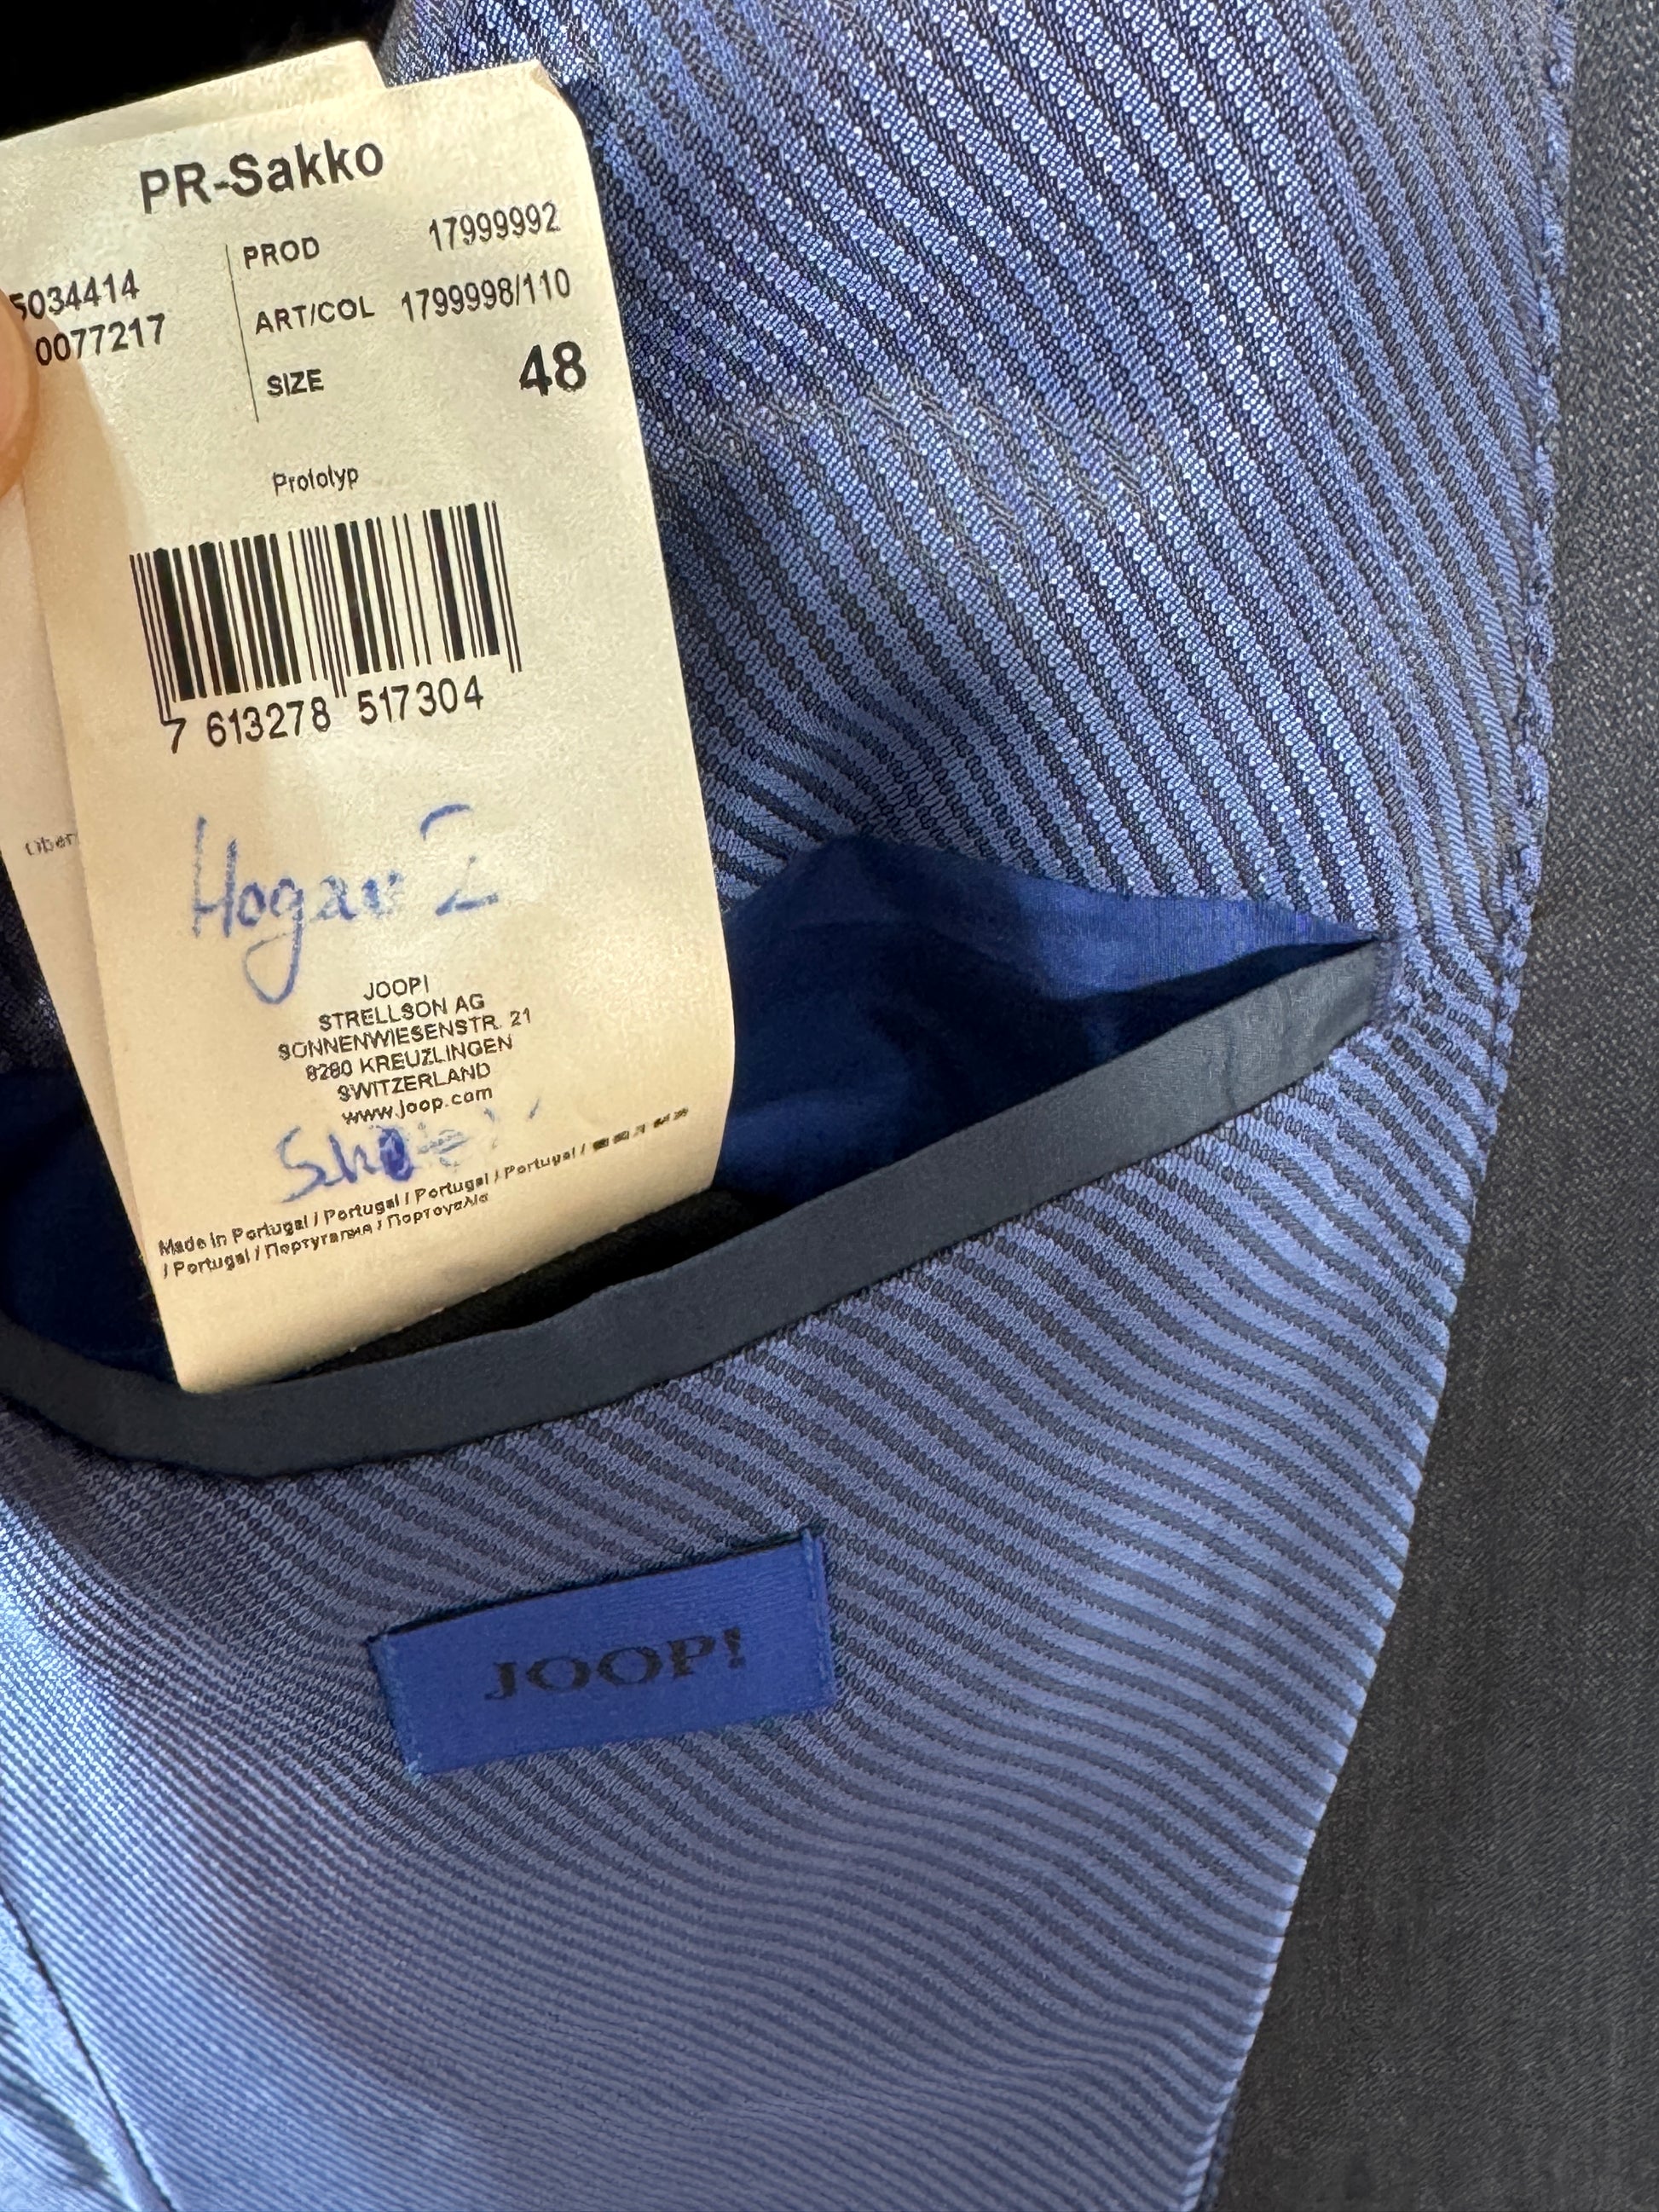 PR-Sakko
5034414
0077217
PROD 17999992
ART/COL 1799998/110
SIZE 48
Prototyp
7 613278 517304
Hogan 2
JOOP!
STRELLSON AG
SONNENWIESENSTR. 21
8280 KREUZLINGEN
SWITZERLAND
www.joop.com
Made in Portugal / Portugal / Portugal / Portugal /
/ Portugal / Португалия / Πορτογαλία
Ober
JOOP!